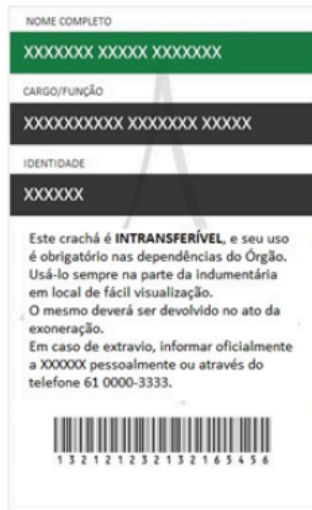 NOME COMPLETO
XXXXXXX XXXXX XXXXXXX
CARGO/FUNÇÃO
XXXXXXXXXX XXXXXXX XXXXX
IDENTIDADE
XXXXXX
Este crachá é INTRANSFERÍVEL, e seu uso
é obrigatório nas dependências do Órgão.
Usá-lo sempre na parte da indumentária
em local de fácil visualização.
O mesmo deverá ser devolvido no ato da
exoneração.
Em caso de extravio, informar oficialmente
a XXXXXX pessoalmente ou através do
telefone 61 0000-3333.
1 3 2 1 2 1 2 3 2 1 3 2 1 6 5 4 5 6